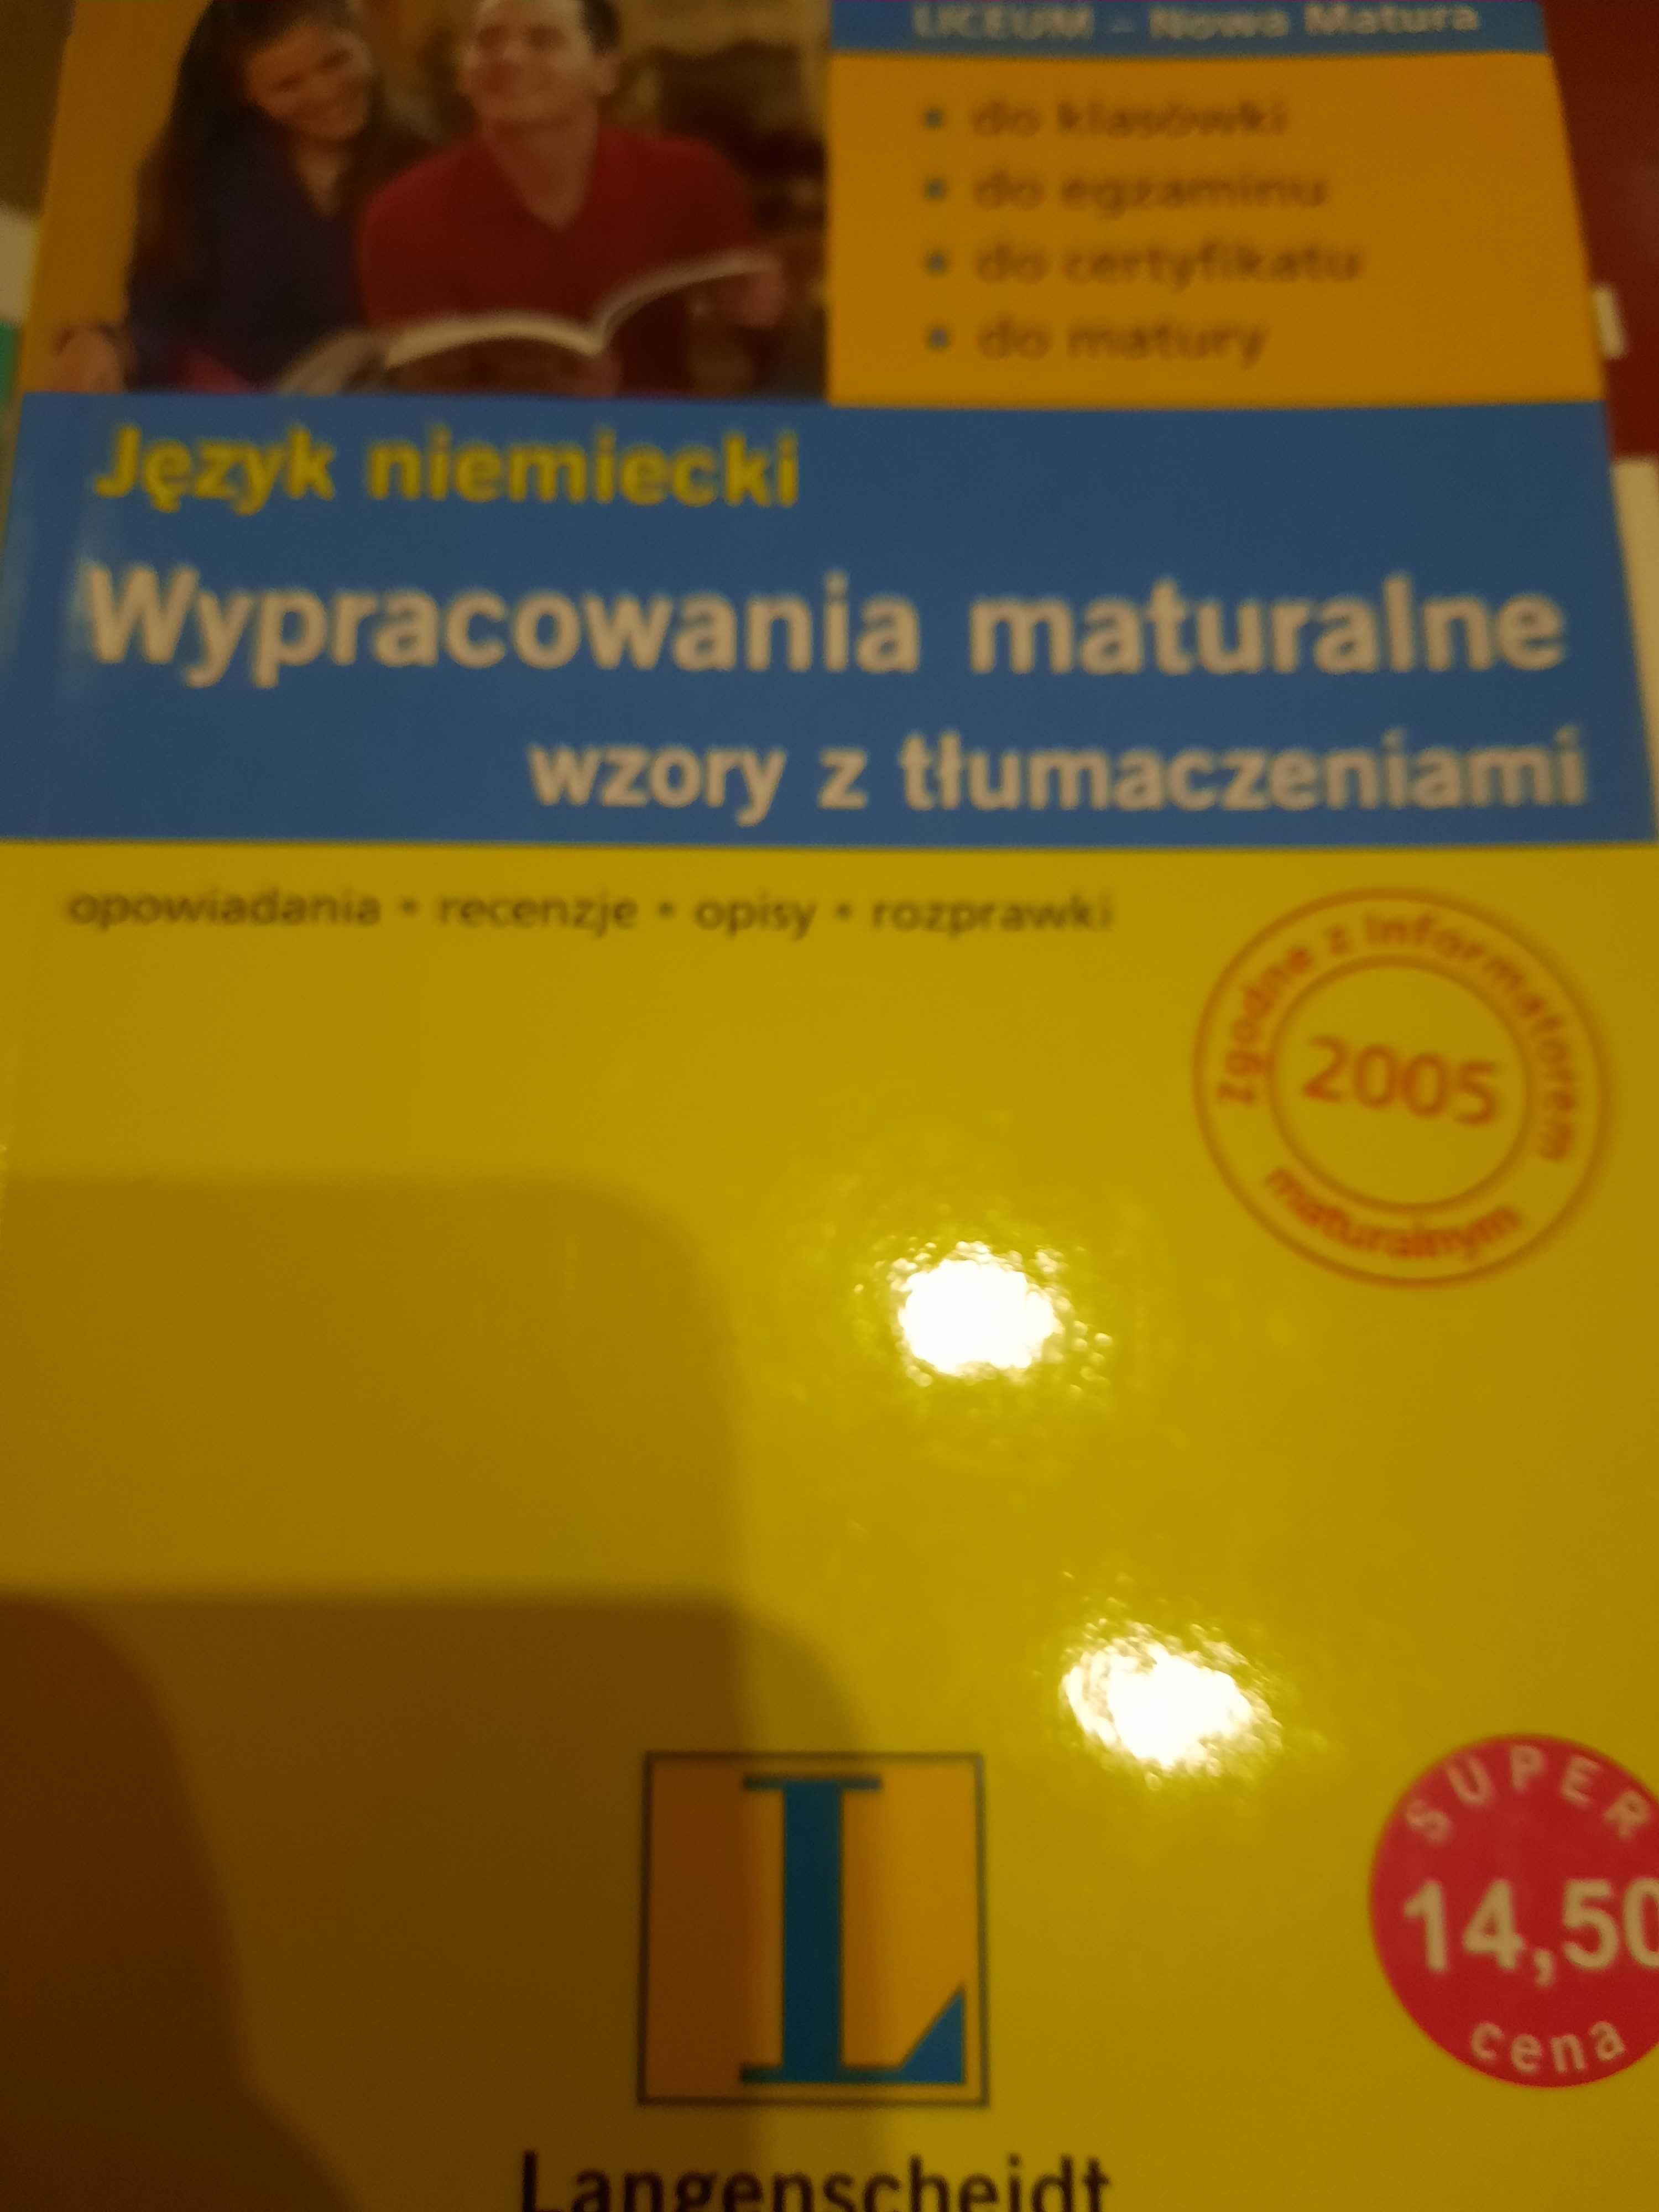 LICEUM – Nowa Matura
• do klasówki
• do egzaminu
• do certyfikatu
• do matury
Język niemiecki
Wypracowania maturalne
wzory z tłumaczeniami
opowiadania • recenzje • opisy • rozprawki
Zgodne z informatorem
2005
maturalnym
SUPER
14,50
cena
L
Langenscheidt